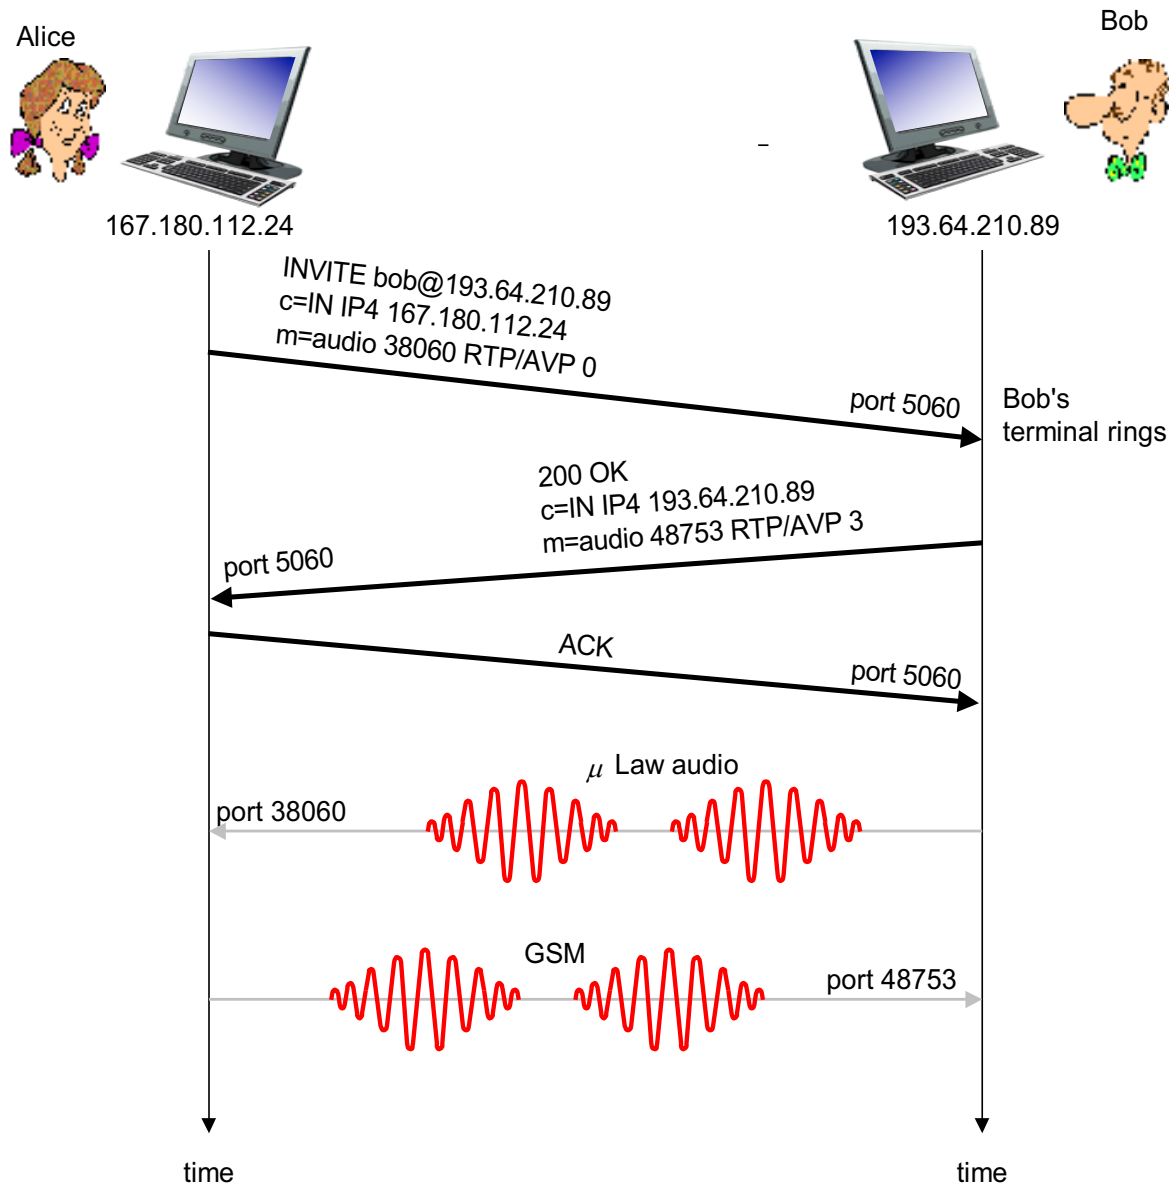 Alice
Bob
167.180.112.24
193.64.210.89
INVITE bob@193.64.210.89
c=IN IP4 167.180.112.24
m=audio 38060 RTP/AVP 0
port 5060
Bob's
terminal rings
200 OK
c=IN IP4 193.64.210.89
m=audio 48753 RTP/AVP 3
port 5060
ACK
port 5060
μ Law audio
port 38060
GSM
port 48753
time
time